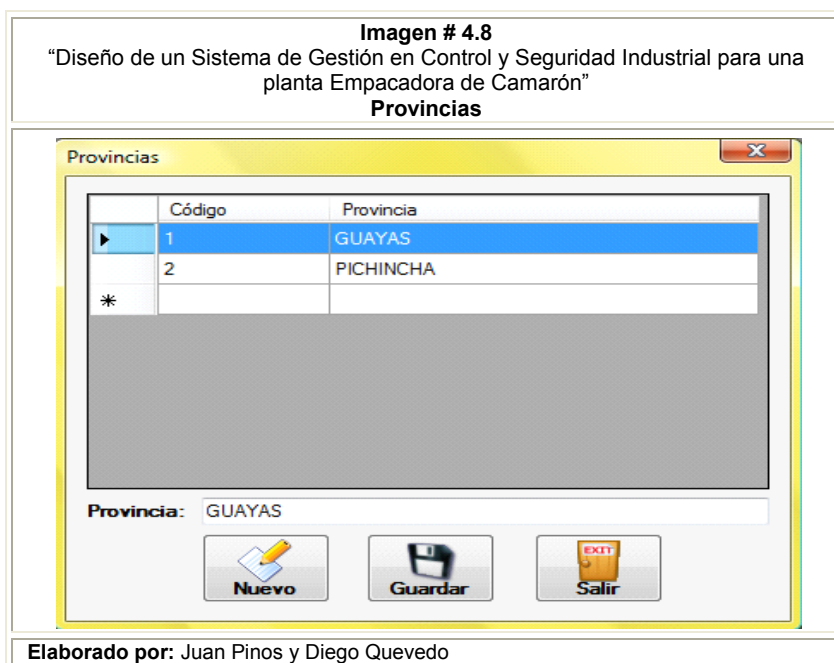 Imagen # 4.8
“Diseño de un Sistema de Gestión en Control y Seguridad Industrial para una
planta Empacadora de Camarón”
Provincias
Provincias
Código Provincia
1 GUAYAS
2 PICHINCHA
Provincia: GUAYAS
EXIT
Nuevo Guardar Salir
Elaborado por: Juan Pinos y Diego Quevedo